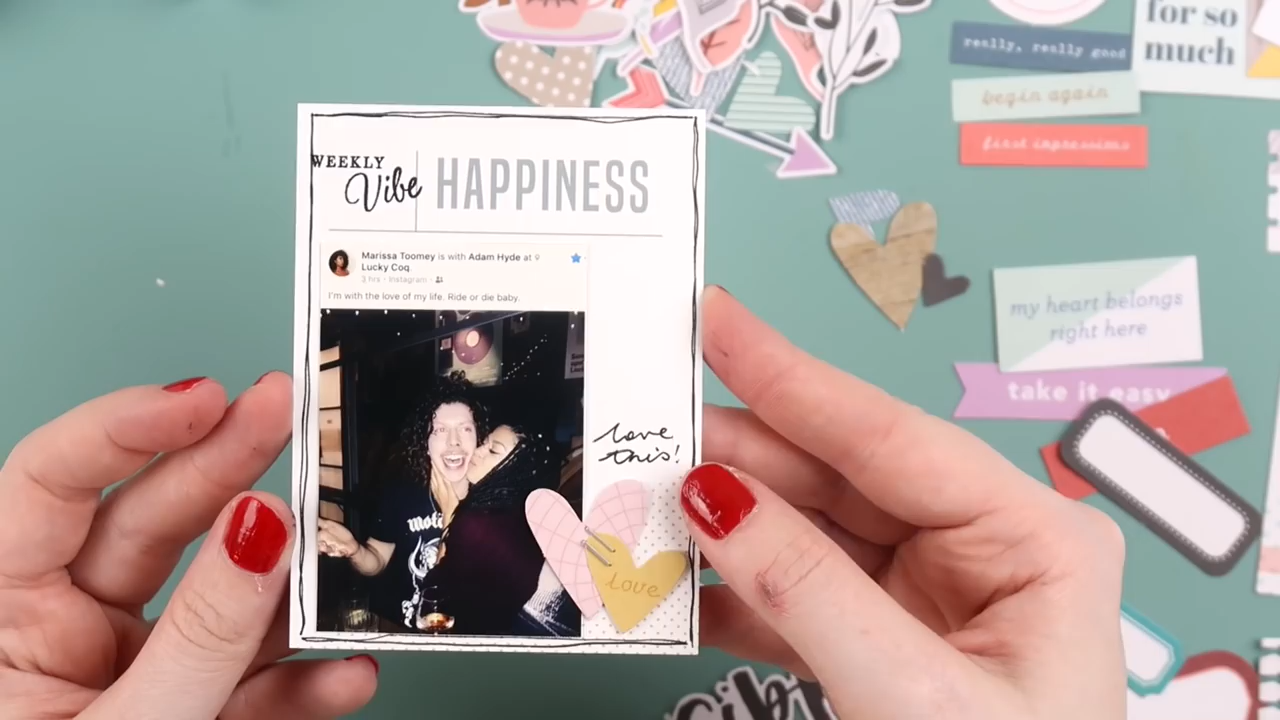 for so
much
really, really good
begin again
first impressions
WEEKLY
Vibe
HAPPINESS
Marissa Toomey is with Adam Hyde at
Lucky Coq.
3 hrs · Instagram ·
I'm with the love of my life. Ride or die baby.
love
this!
love
my heart belongs
right here
take it easy